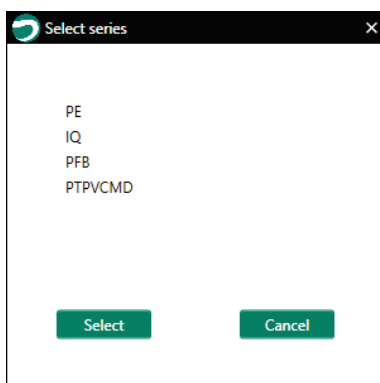 Select series
PE
IQ
PFB
PTPVCMD
Select
Cancel